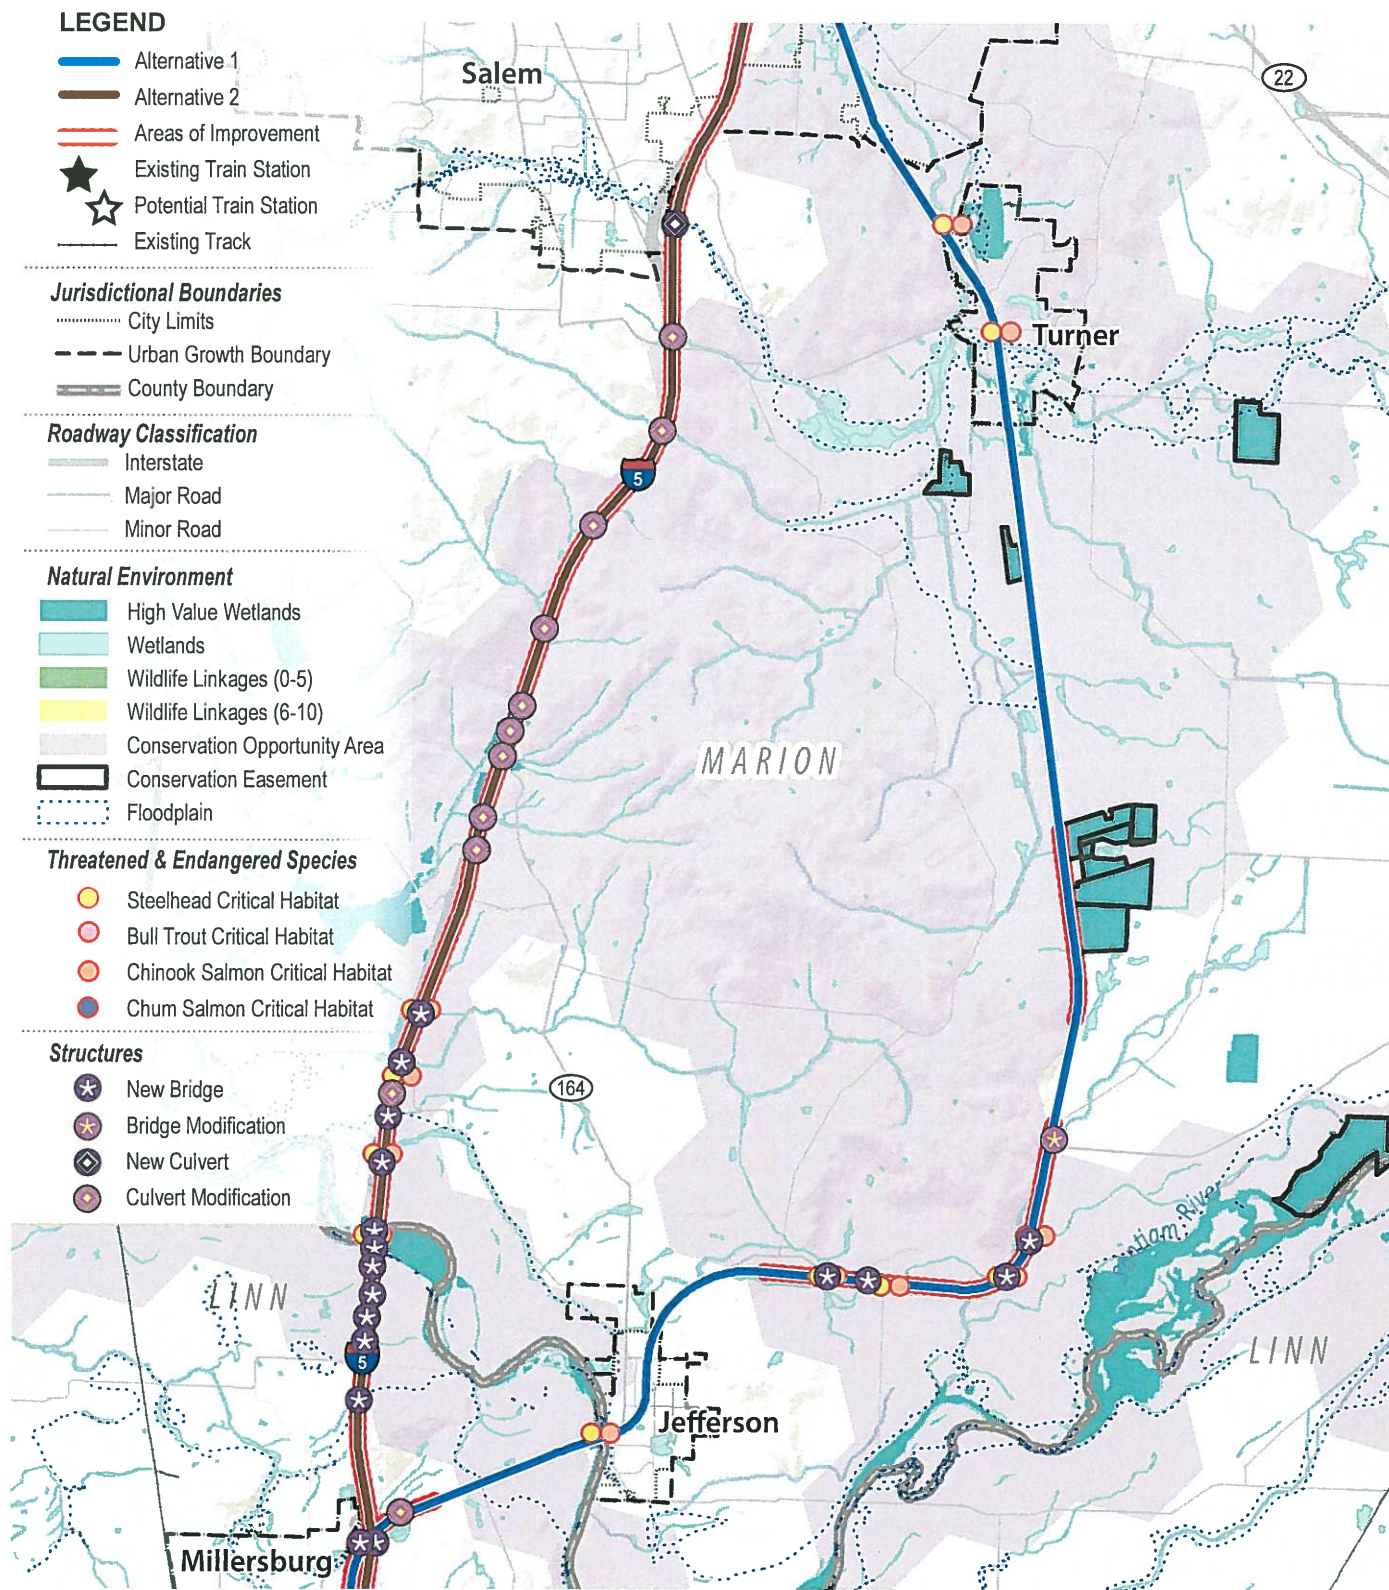 LEGEND
Alternative 1
Alternative 2
Areas of Improvement
Existing Train Station
Potential Train Station
Existing Track
Jurisdictional Boundaries
City Limits
Urban Growth Boundary
County Boundary
Roadway Classification
Interstate
Major Road
Minor Road
Natural Environment
High Value Wetlands
Wetlands
Wildlife Linkages (0-5)
Wildlife Linkages (6-10)
Conservation Opportunity Area
Conservation Easement
Floodplain
Threatened & Endangered Species
Steelhead Critical Habitat
Bull Trout Critical Habitat
Chinook Salmon Critical Habitat
Chum Salmon Critical Habitat
Structures
New Bridge
Bridge Modification
New Culvert
Culvert Modification
Salem
22
Turner
5
MARION
164
River
LINN
LINN
5
Jefferson
Millersburg